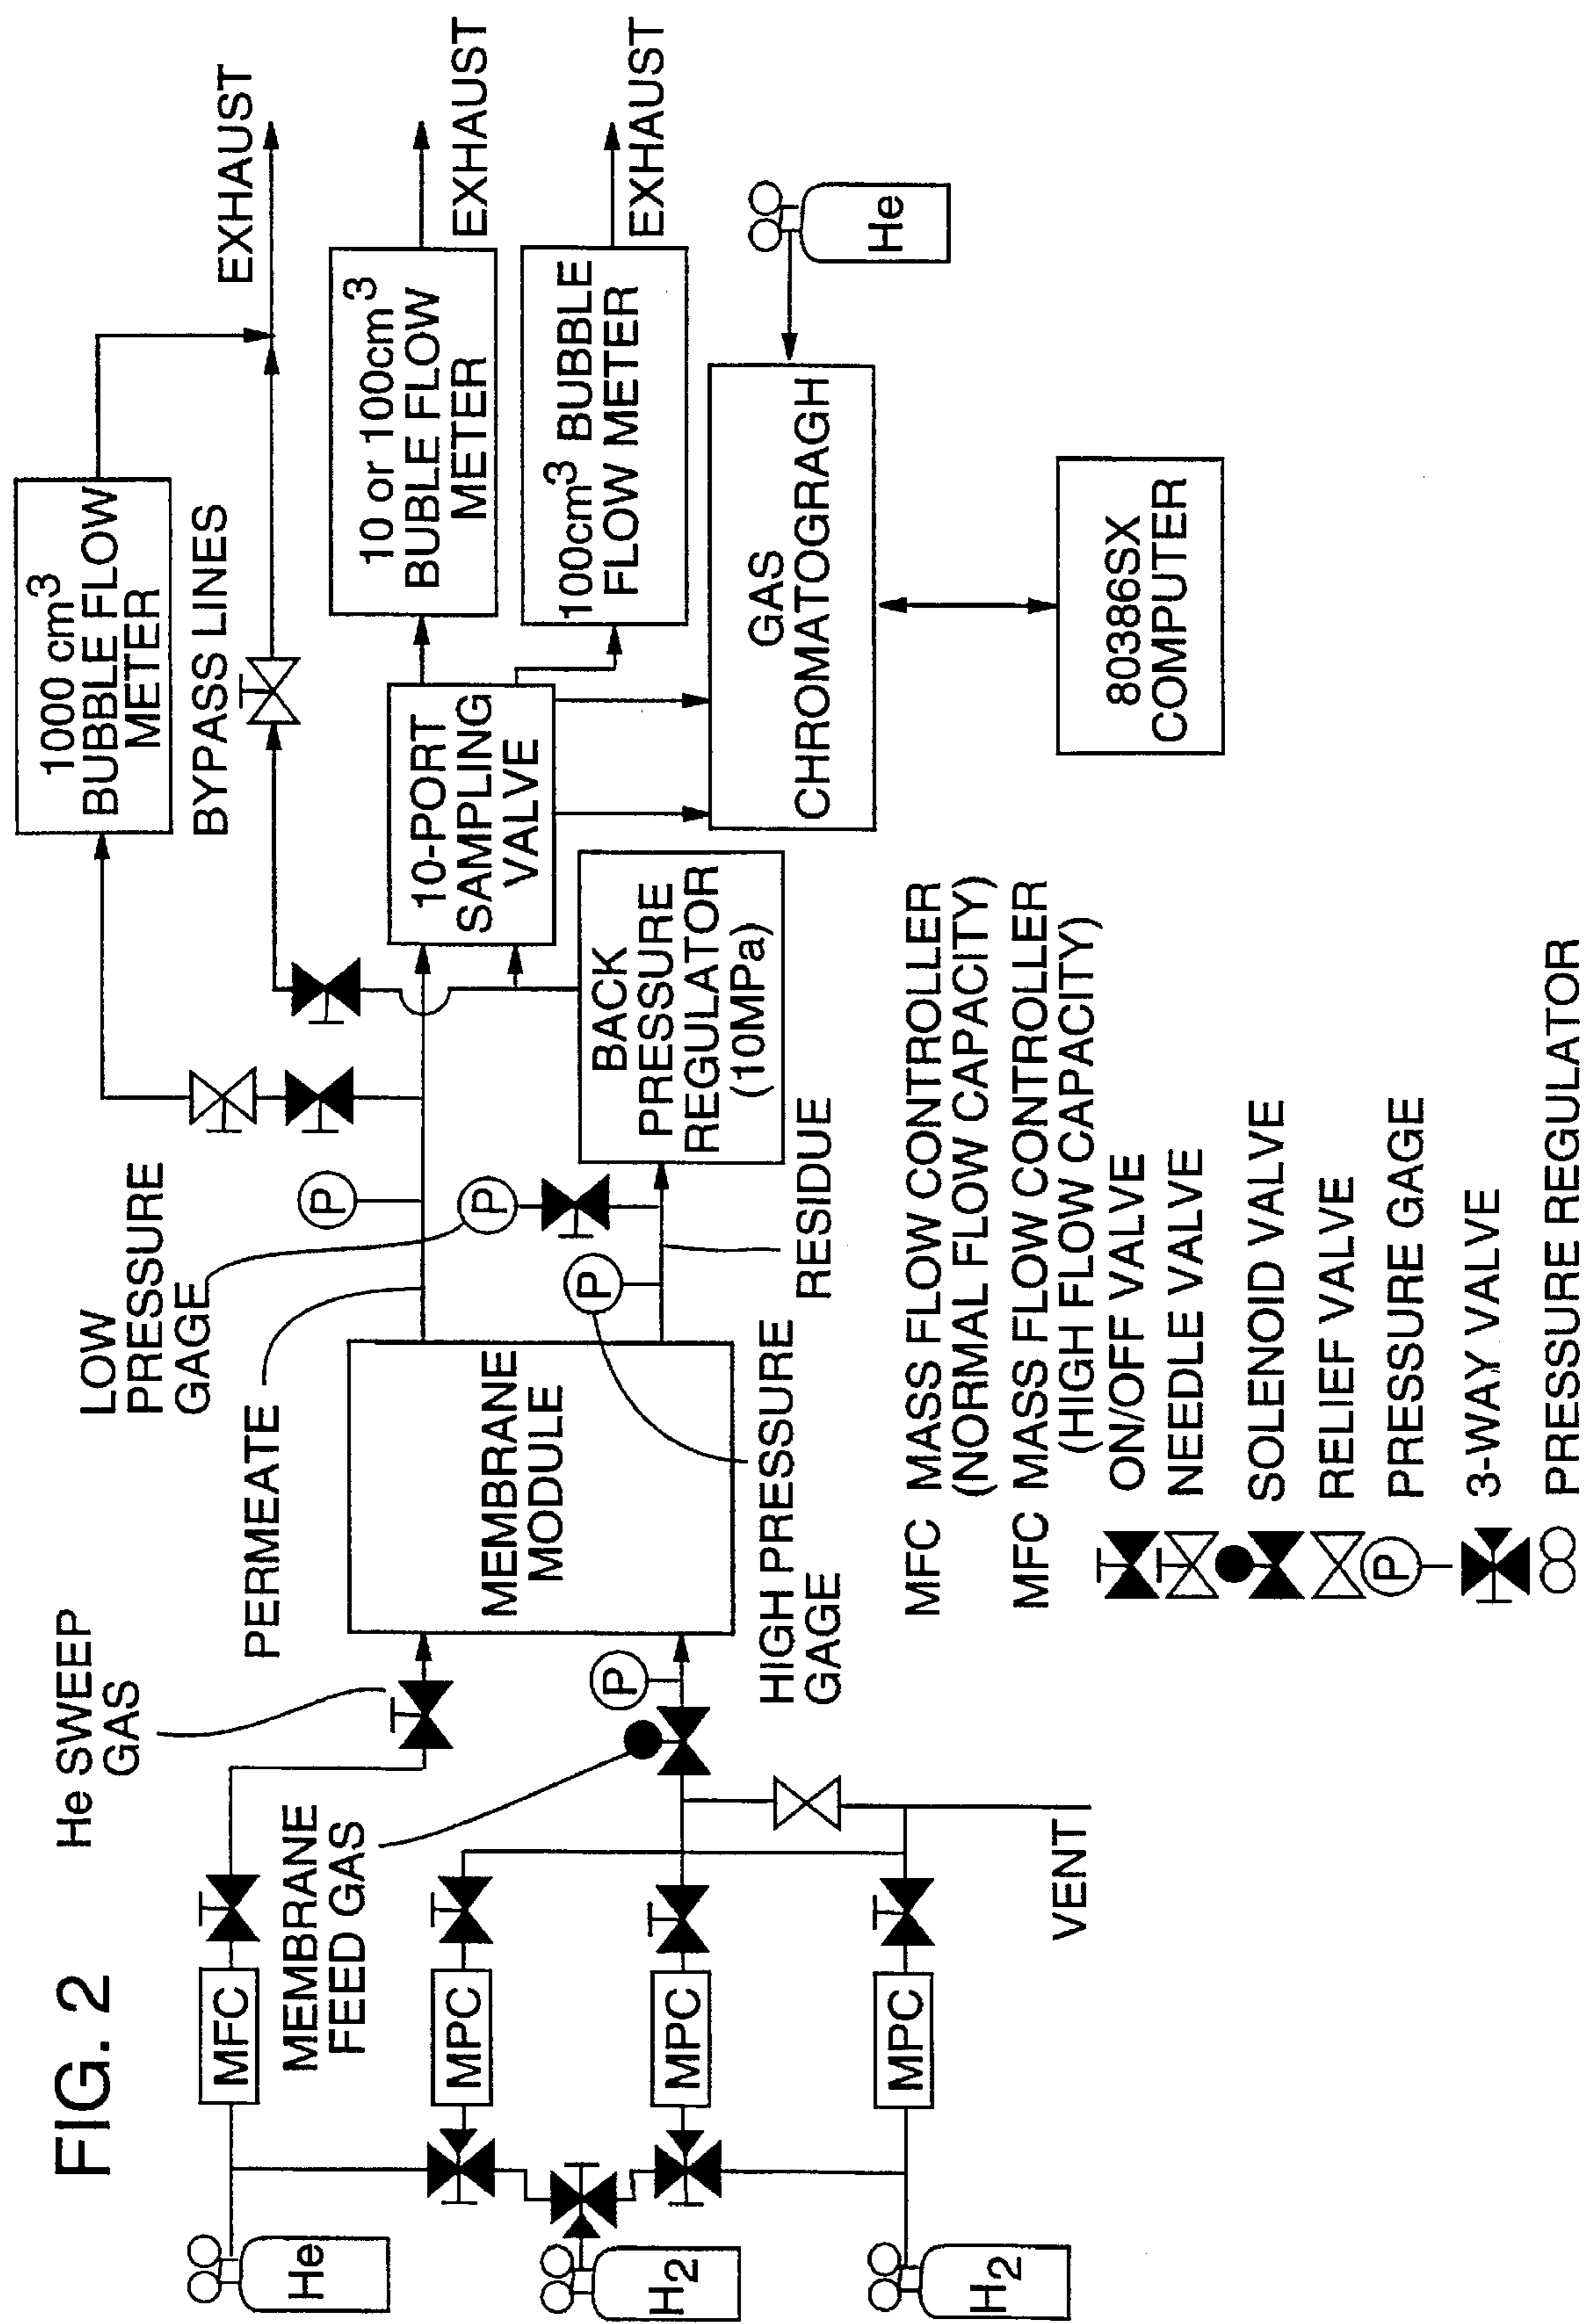 FIG. 2
He SWEEP
GAS
MEMBRANE
FEED GAS
MFC
MPC
MPC
MPC
He
H2
H2
VENT
PERMEATE
LOW
PRESSURE
GAGE
MEMBRANE
MODULE
P
P
P
P
HIGH PRESSURE
GAGE
RESIDUE
BACK
PRESSURE
REGULATOR
(10MPa)
1000 cm3
BUBBLE FLOW
METER
BYPASS LINES
EXHAUST
10-PORT
SAMPLING
VALVE
10 or 100cm3
BUBLE FLOW
METER
EXHAUST
100cm3 BUBBLE
FLOW METER
EXHAUST
GAS
CHROMATOGRAGH
He
80386SX
COMPUTER
MFC MASS FLOW CONTROLLER
(NORMAL FLOW CAPACITY)
MFC MASS FLOW CONTROLLER
(HIGH FLOW CAPACITY)
ON/OFF VALVE
NEEDLE VALVE
SOLENOID VALVE
RELIEF VALVE
P PRESSURE GAGE
3-WAY VALVE
PRESSURE REGULATOR